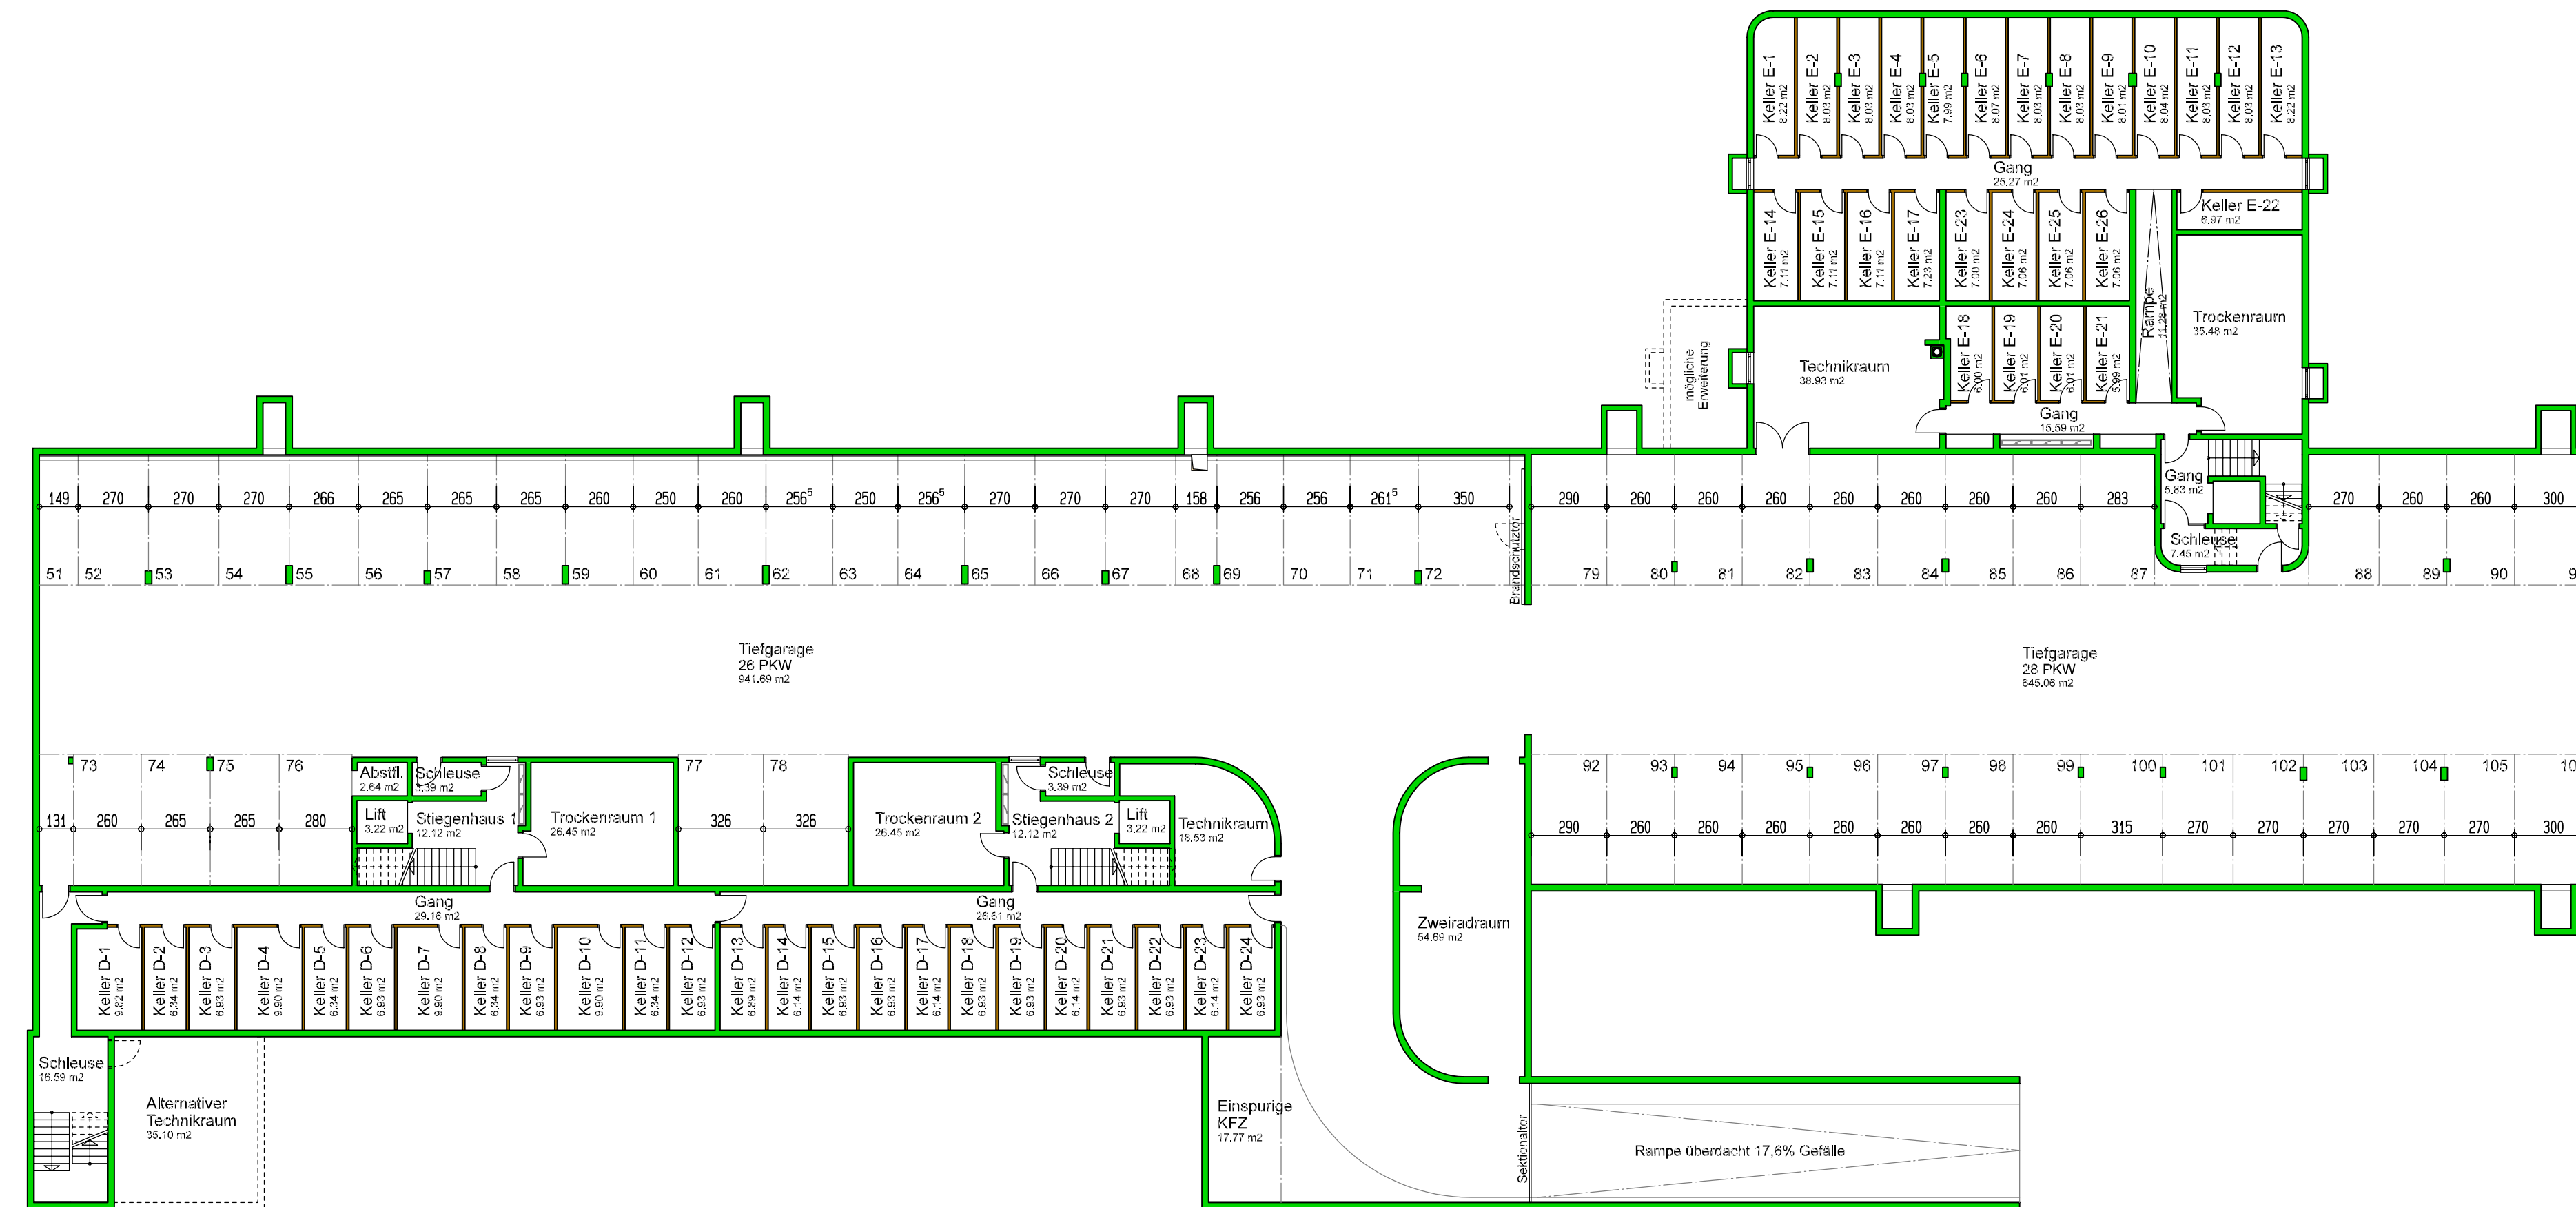 Keller E-1
8.22 m2
Keller E-2
8.03 m2
Keller E-3
8.03 m2
Keller E-4
8.03 m2
Keller E-5
7.99 m2
Keller E-6
8.07 m2
Keller E-7
8.03 m2
Keller E-8
8.03 m2
Keller E-9
8.01 m2
Keller E-10
8.04 m2
Keller E-11
8.03 m2
Keller E-12
8.03 m2
Keller E-13
8.22 m2
Gang
25.27 m2
Keller E-14
7.11 m2
Keller E-15
7.11 m2
Keller E-16
7.11 m2
Keller E-17
7.23 m2
Keller E-23
7.00 m2
Keller E-24
7.06 m2
Keller E-25
7.06 m2
Keller E-26
7.06 m2
Keller E-22
6.97 m2
Rampe
11.28 m2
Trockenraum
35.48 m2
mögliche
Erweiterung
Technikraum
38.93 m2
Keller E-18
6.00 m2
Keller E-19
6.01 m2
Keller E-20
6.01 m2
Keller E-21
5.99 m2
Gang
15.59 m2
Gang
5.63 m2
Schleuse
7.45 m2
149 270 270 270 266 265 265 265 260 250 260 256⁵ 250 256⁵ 270 270 270 158 256 256 261⁵ 350
290 260 260 260 260 260 260 260 283
270 260 260 300
51 52 53 54 55 56 57 58 59 60 61 62 63 64 65 66 67 68 69 70 71 72
Brandschutztor
79 80 81 82 83 84 85 86 87
88 89 90 9
Tiefgarage
26 PKW
941.69 m2
Tiefgarage
28 PKW
645.06 m2
73 74 75 76
Abstfl.
2.64 m2
Schleuse
3.39 m2
77 78
Schleuse
3.39 m2
92 93 94 95 96 97 98 99 100 101 102 103 104 105 10
131 260 265 265 280
Lift
3.22 m2
Stiegenhaus 1
12.12 m2
Trockenraum 1
26.45 m2
326 326
Trockenraum 2
26.45 m2
Stiegenhaus 2
12.12 m2
Lift
3.22 m2
Technikraum
18.53 m2
290 260 260 260 260 260 260 260 315 270 270 270 270 270 300
Gang
29.16 m2
Gang
26.61 m2
Zweiradraum
54.69 m2
Keller D-1
9.82 m2
Keller D-2
6.34 m2
Keller D-3
6.93 m2
Keller D-4
9.90 m2
Keller D-5
6.34 m2
Keller D-6
6.93 m2
Keller D-7
9.90 m2
Keller D-8
6.34 m2
Keller D-9
6.93 m2
Keller D-10
9.90 m2
Keller D-11
6.34 m2
Keller D-12
6.93 m2
Keller D-13
6.89 m2
Keller D-14
6.14 m2
Keller D-15
6.93 m2
Keller D-16
6.93 m2
Keller D-17
6.14 m2
Keller D-18
6.93 m2
Keller D-19
6.93 m2
Keller D-20
6.14 m2
Keller D-21
6.93 m2
Keller D-22
6.93 m2
Keller D-23
6.14 m2
Keller D-24
6.93 m2
Schleuse
16.59 m2
Alternativer
Technikraum
35.10 m2
Einspurige
KFZ
17.77 m2
Sektionaltor
Rampe überdacht 17,6% Gefälle